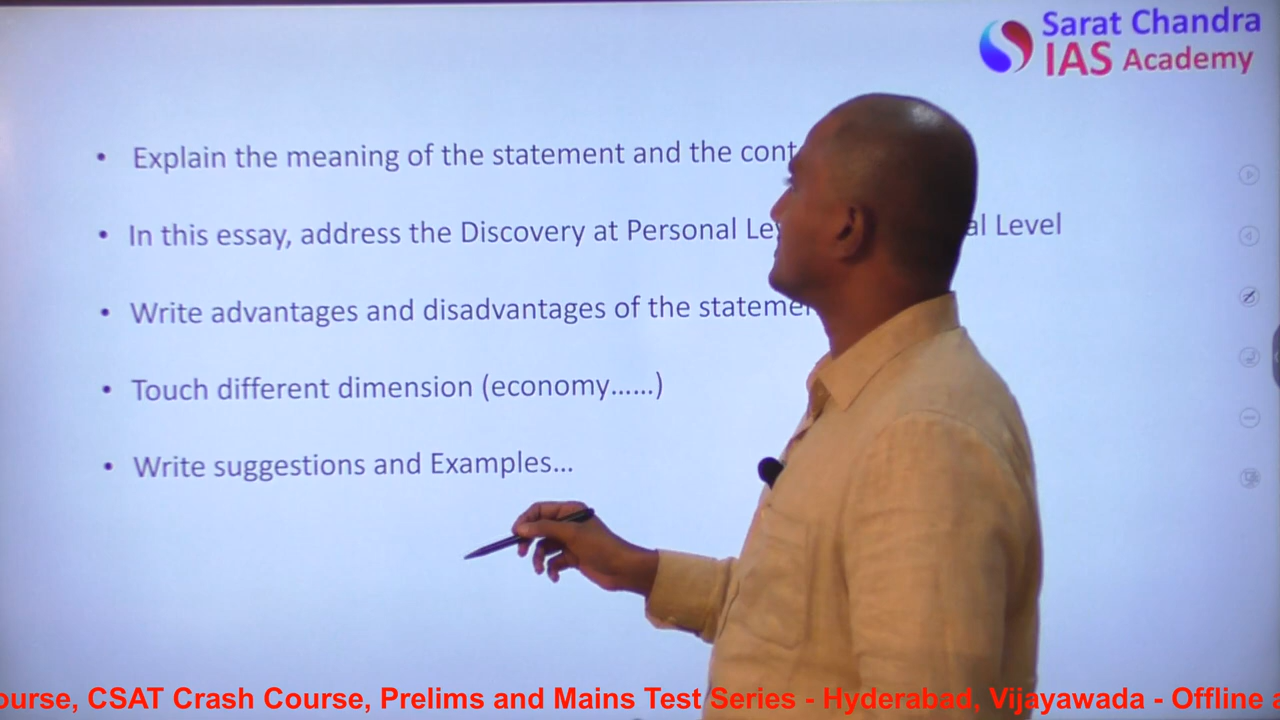 Sarat Chandra
IAS Academy
• Explain the meaning of the statement and the cont
• In this essay, address the Discovery at Personal Le al Level
• Write advantages and disadvantages of the stateme
• Touch different dimension (economy……)
• Write suggestions and Examples…
ourse, CSAT Crash Course, Prelims and Mains Test Series - Hyderabad, Vijayawada - Offline a